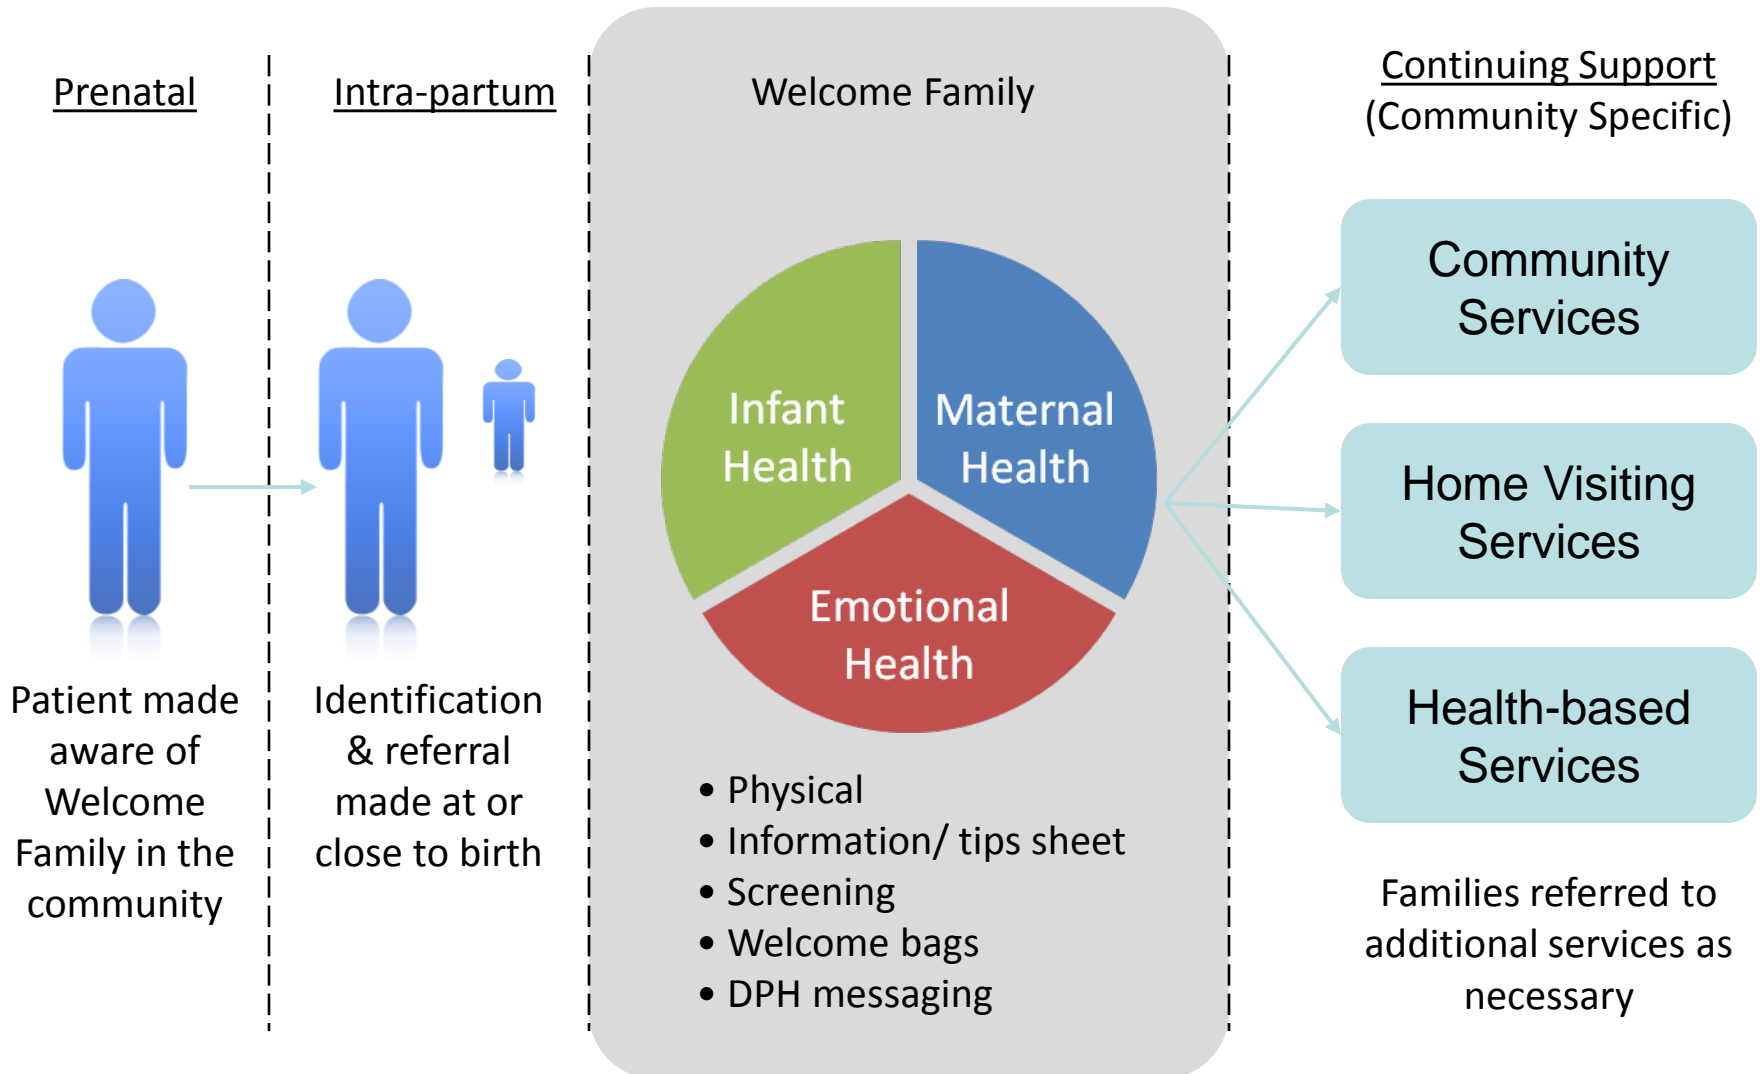 Prenatal
Patient made
aware of
Welcome
Family in the
community
Intra-partum
Identification
& referral
made at or
close to birth
Welcome Family
Infant
Health
Maternal
Health
Emotional
Health
• Physical
• Information/ tips sheet
• Screening
• Welcome bags
• DPH messaging
Continuing Support
(Community Specific)
Community
Services
Home Visiting
Services
Health-based
Services
Families referred to
additional services as
necessary